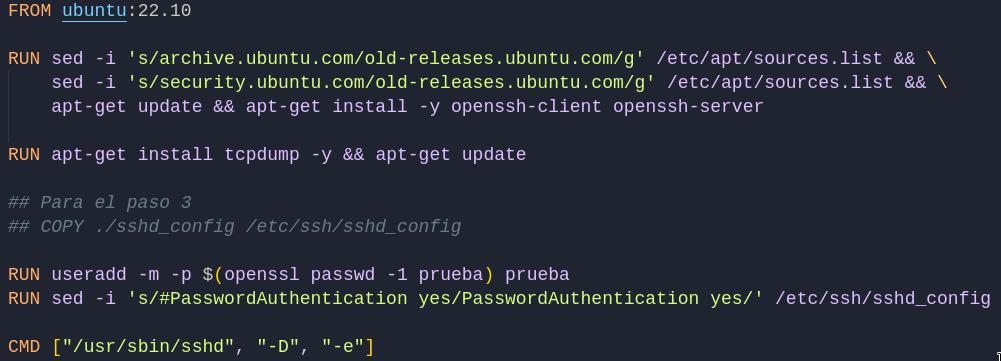 FROM ubuntu:22.10
RUN sed -i 's/archive.ubuntu.com/old-releases.ubuntu.com/g' /etc/apt/sources.list && \
sed -i 's/security.ubuntu.com/old-releases.ubuntu.com/g' /etc/apt/sources.list && \
apt-get update && apt-get install -y openssh-client openssh-server
RUN apt-get install tcpdump -y && apt-get update
## Para el paso 3
## COPY ./sshd_config /etc/ssh/sshd_config
RUN useradd -m -p $(openssl passwd -1 prueba) prueba
RUN sed -i 's/#PasswordAuthentication yes/PasswordAuthentication yes/' /etc/ssh/sshd_config
CMD ["/usr/sbin/sshd", "-D", "-e"]